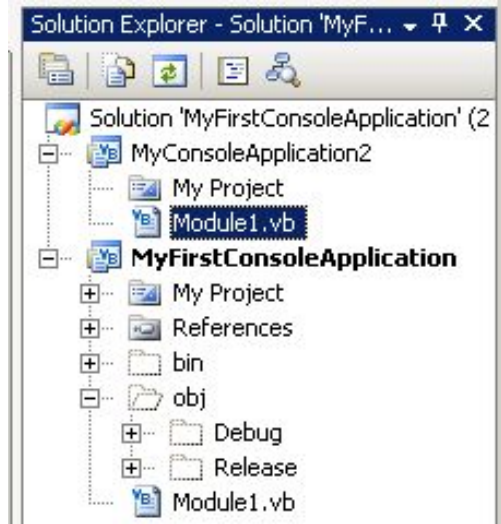 Solution Explorer - Solution 'MyF...
Solution 'MyFirstConsoleApplication' (2
MyConsoleApplication2
My Project
Module1.vb
MyFirstConsoleApplication
My Project
References
bin
obj
Debug
Release
Module1.vb